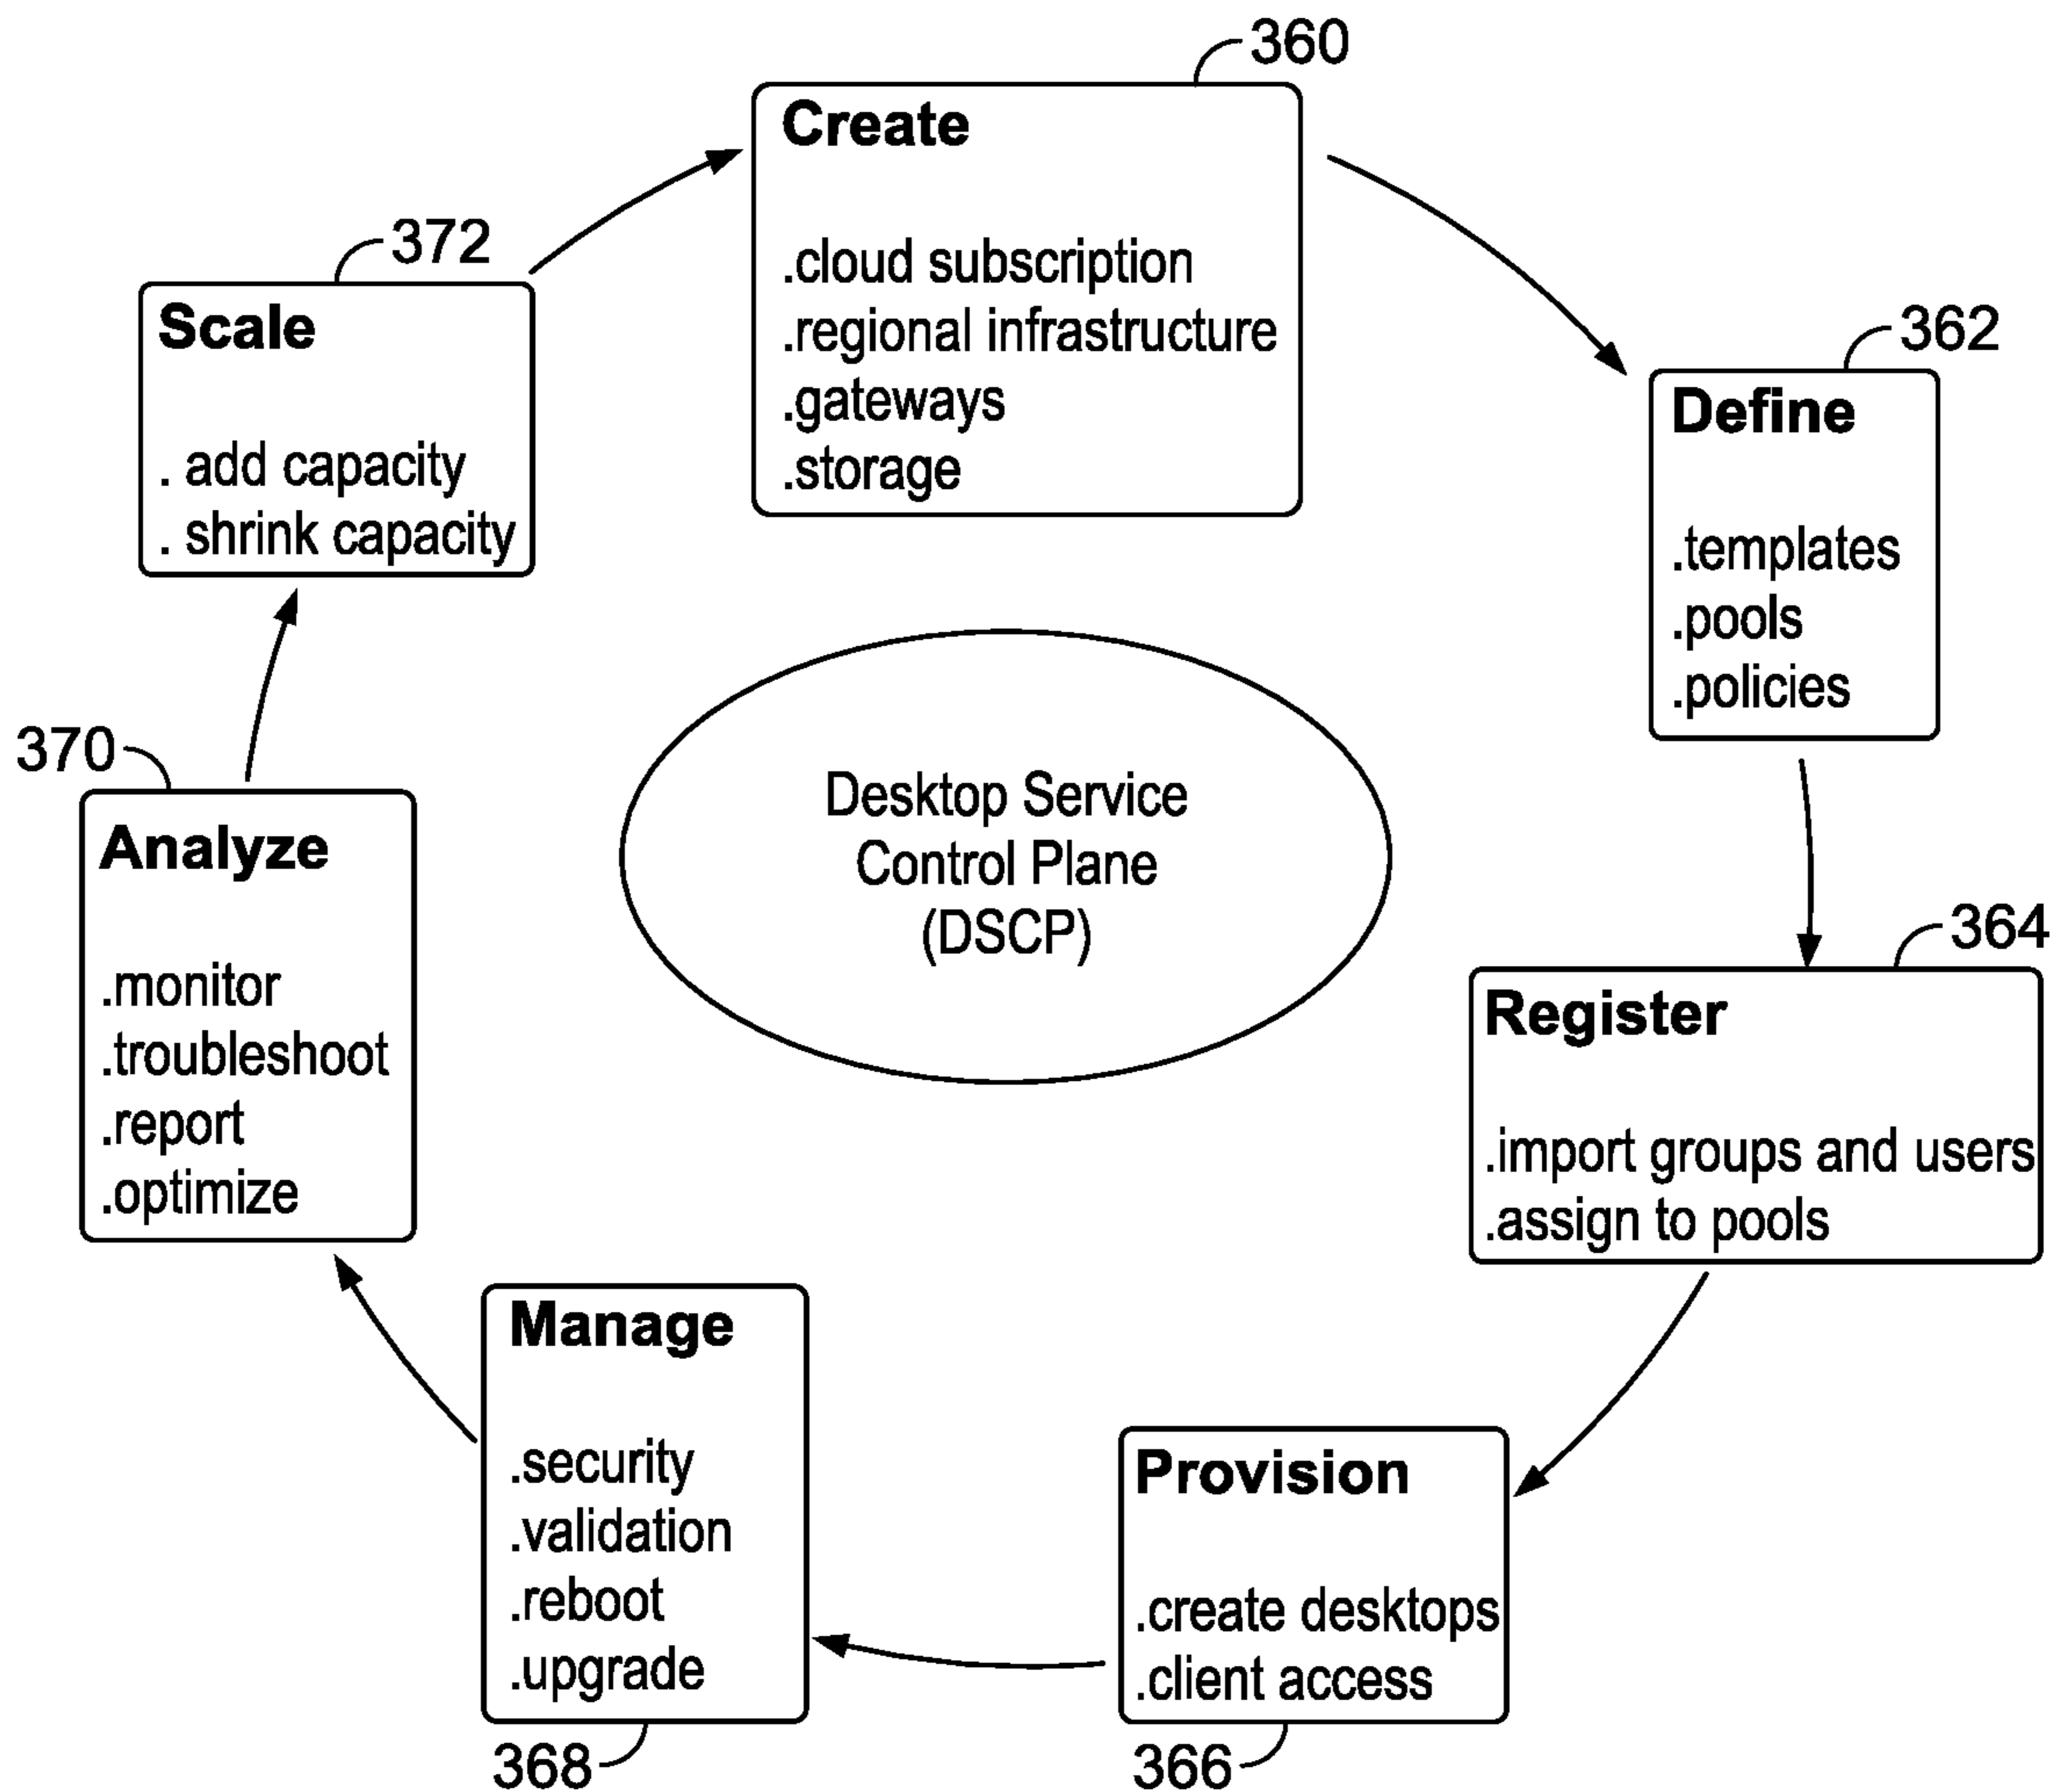 360
Create
.cloud subscription
.regional infrastructure
.gateways
.storage
362
Define
.templates
.pools
.policies
364
Register
.import groups and users
.assign to pools
366
Provision
.create desktops
.client access
368
Manage
.security
.validation
.reboot
.upgrade
370
Analyze
.monitor
.troubleshoot
.report
.optimize
372
Scale
. add capacity
. shrink capacity
Desktop Service
Control Plane
(DSCP)